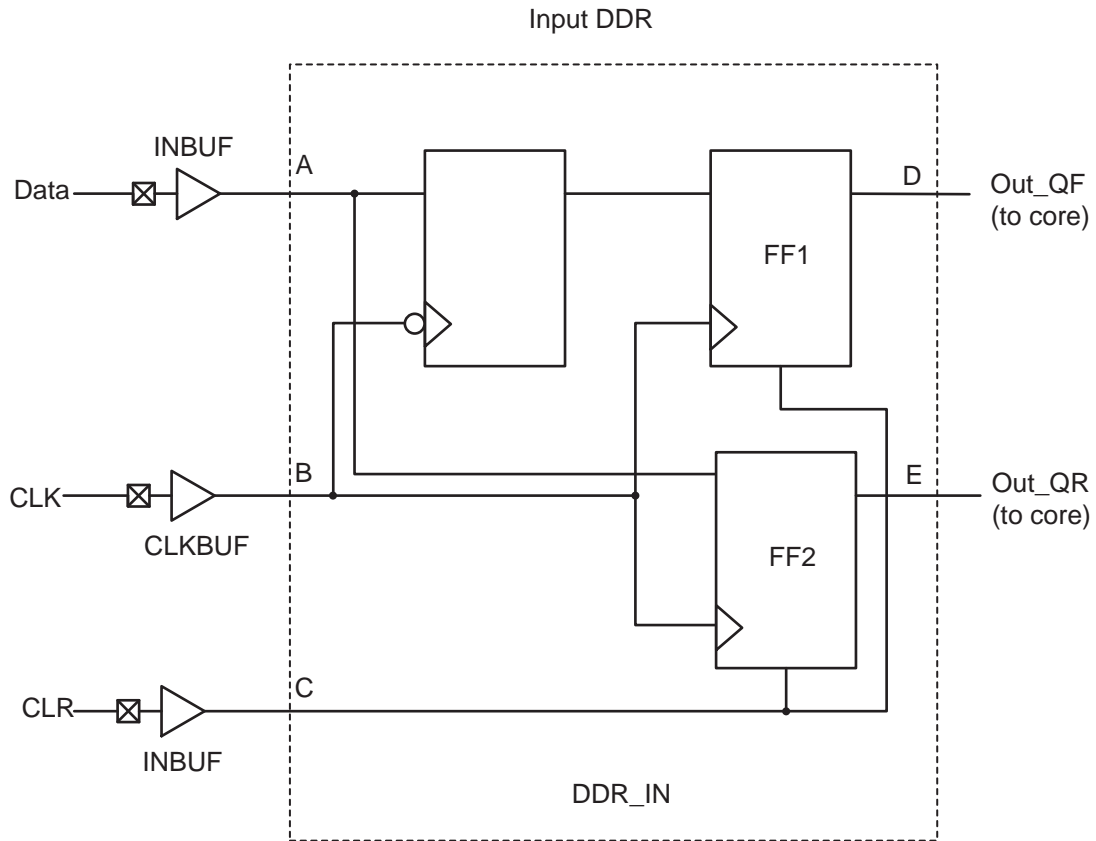 Input DDR
INBUF
A
D
Data
Out_QF
(to core)
FF1
B
E
CLK
Out_QR
(to core)
CLKBUF
FF2
C
CLR
INBUF
DDR_IN